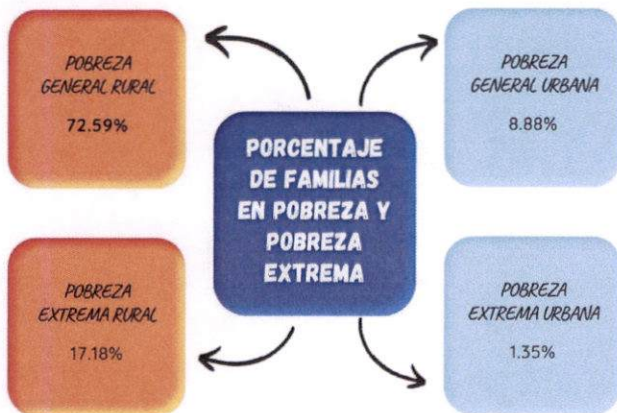 POBREZA
GENERAL RURAL
72.59%
POBREZA
GENERAL URBANA
8.88%
PORCENTAJE
DE FAMILIAS
EN POBREZA Y
POBREZA
EXTREMA
POBREZA
EXTREMA RURAL
17.18%
POBREZA
EXTREMA URBANA
1.35%